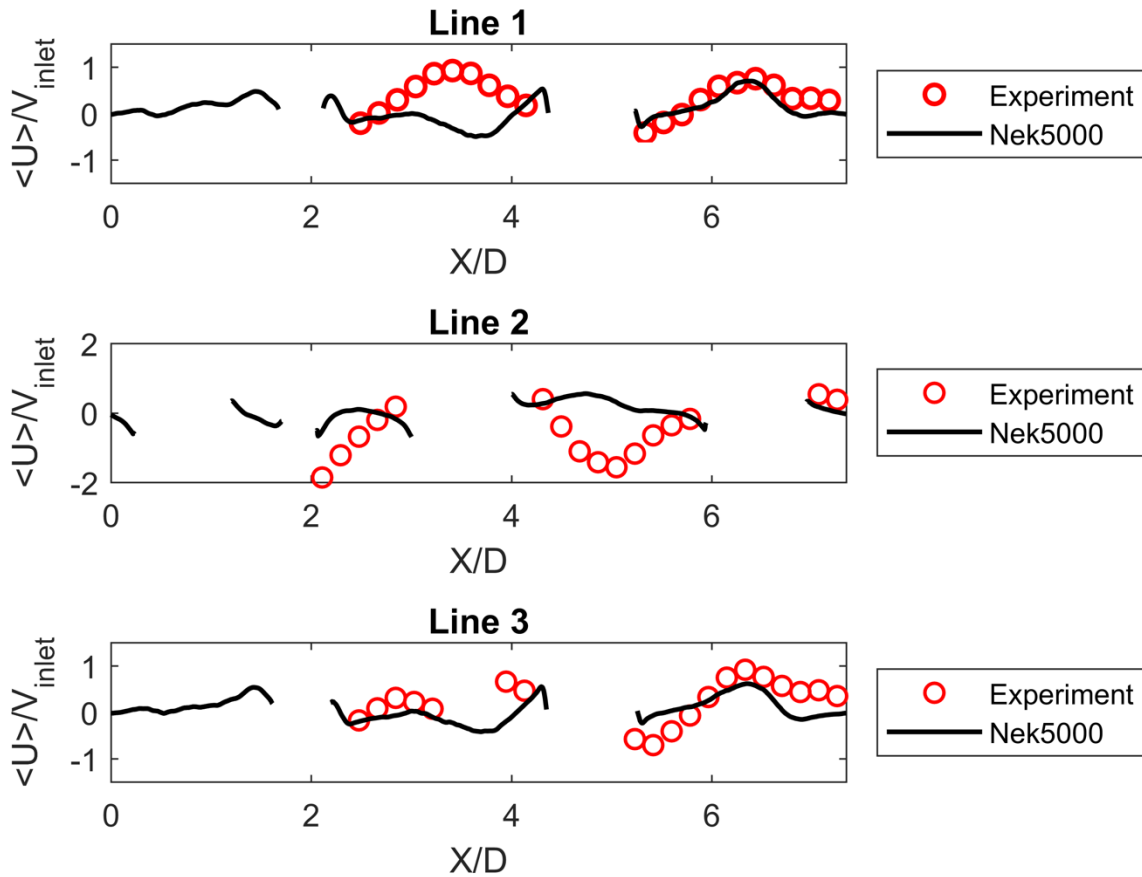 Line 1
<U>/V_inlet
1
0
-1
0 2 4 6
X/D
Experiment
Nek5000
Line 2
<U>/V_inlet
2
0
-2
0 2 4 6
X/D
Experiment
Nek5000
Line 3
<U>/V_inlet
1
0
-1
0 2 4 6
X/D
Experiment
Nek5000